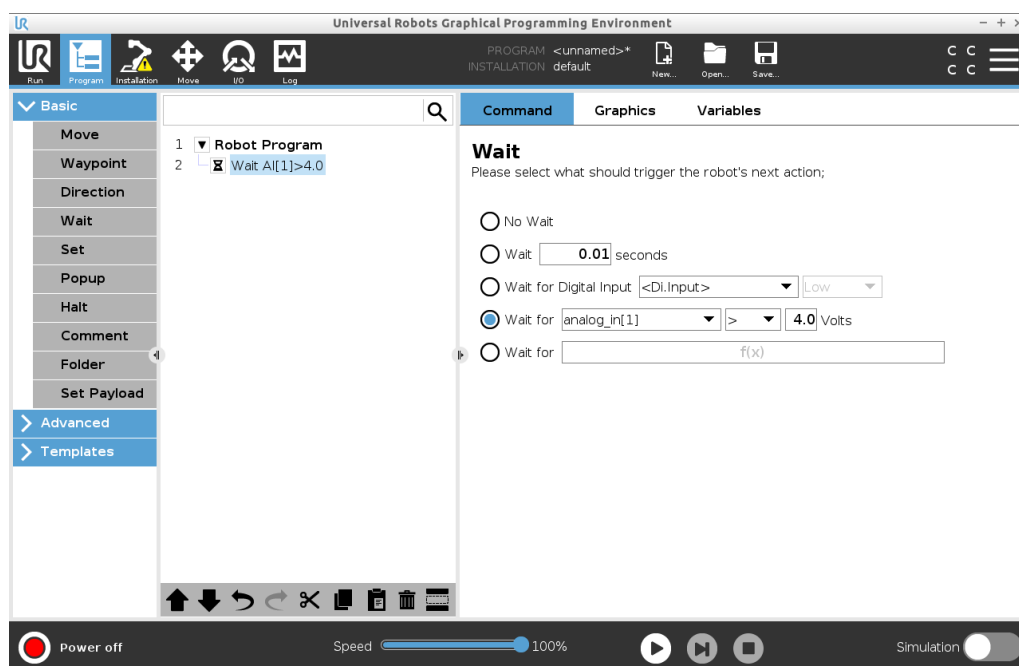 UR Universal Robots Graphical Programming Environment - + ×
UR PROGRAM <unnamed>* C C
INSTALLATION default C C
Run Program Installation Move I/O Log New... Open... Save...
Basic Command Graphics Variables
Move
1 Robot Program
2 Wait AI[1]>4.0
Wait
Please select what should trigger the robot's next action;
Waypoint
Direction
Wait
Set
Popup
Halt
Comment
Folder
Set Payload
Advanced
Templates
No Wait
Wait 0.01 seconds
Wait for Digital Input <Di.Input> Low
Wait for analog_in[1] > 4.0 Volts
Wait for f(x)
Power off Speed 100% Simulation